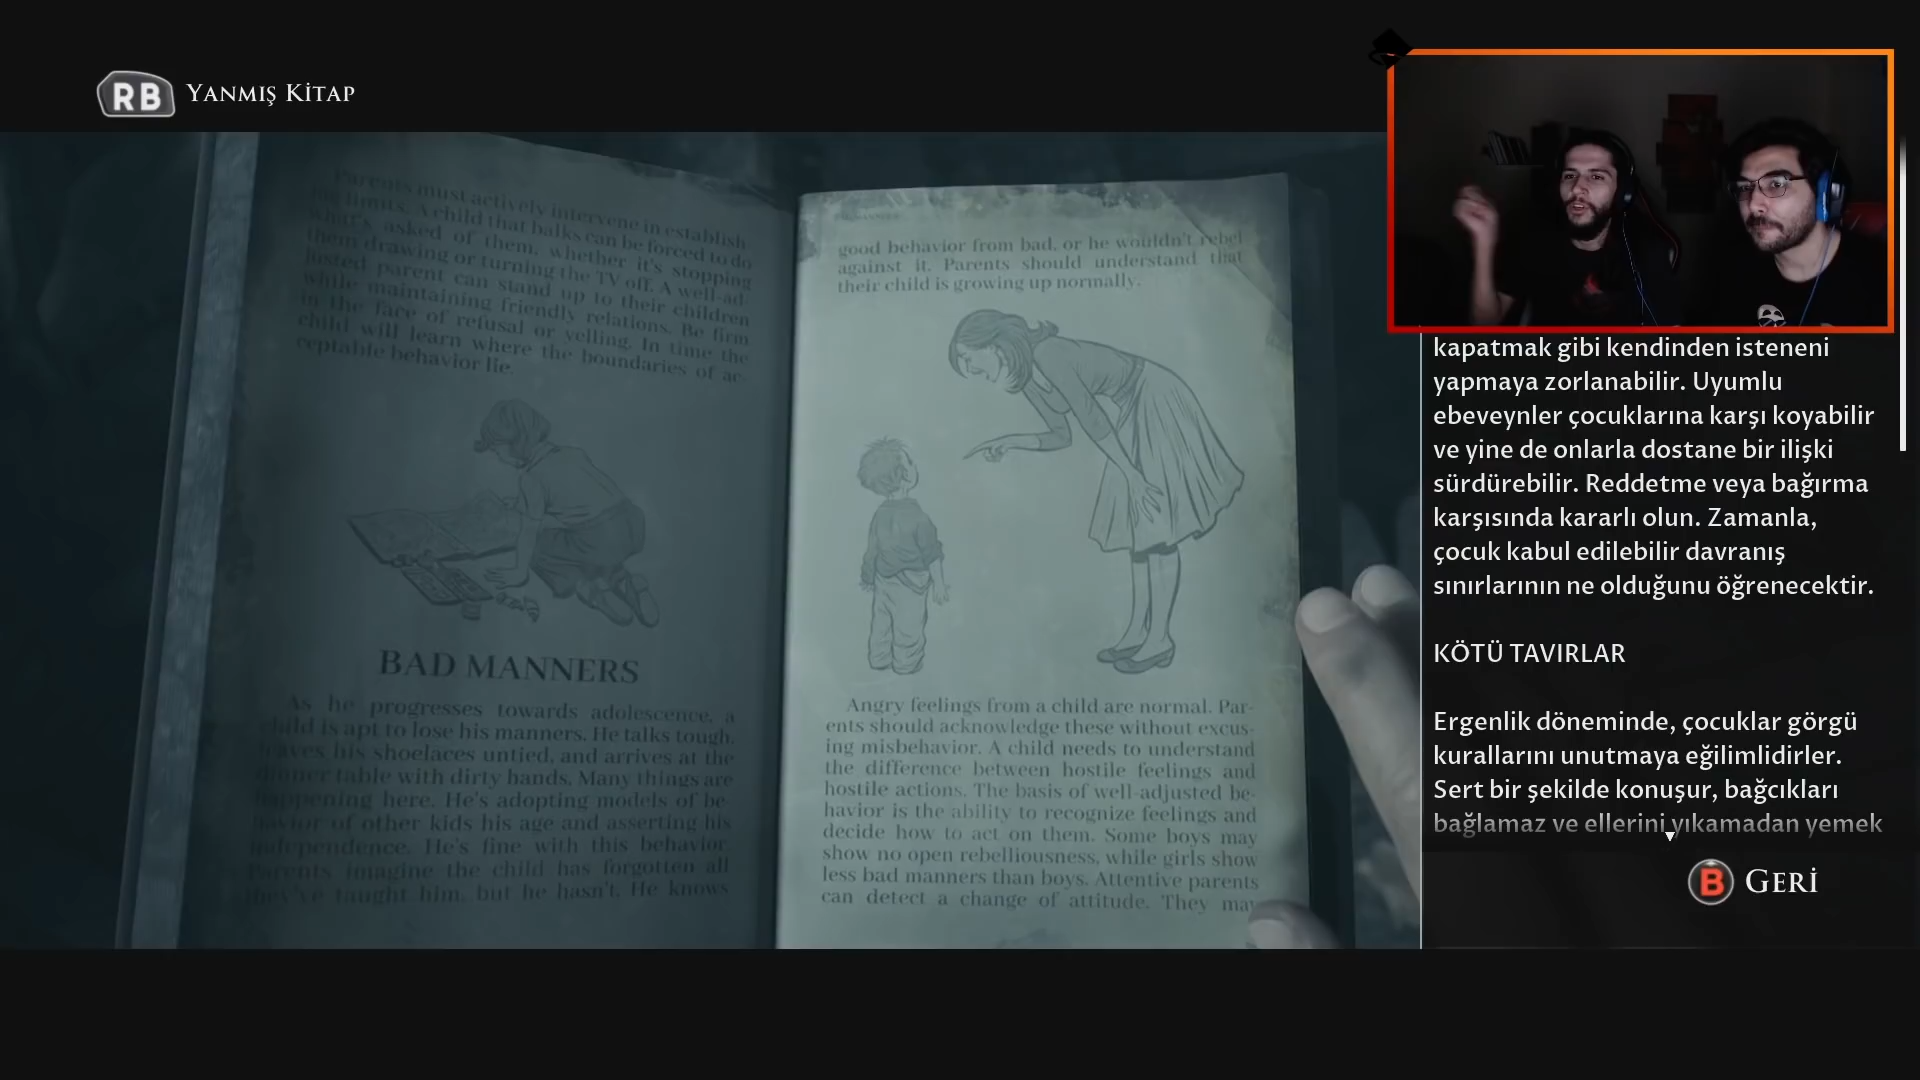 RB YANMIŞ KİTAP
Parents must actively intervene in establish-
ing limits. A child that balks can be forced to do
what's asked of them, whether it's stopping
them drawing or turning the TV off. A well-ad-
justed parent can stand up to their children
while maintaining friendly relations. Be firm
in the face of refusal or yelling. In time the
child will learn where the boundaries of ac-
ceptable behavior lie.
BAD MANNERS
As he progresses towards adolescence, a
child is apt to lose his manners. He talks tough,
leaves his shoelaces untied, and arrives at the
dinner table with dirty hands. Many things are
happening here. He's adopting models of be-
havior of other kids his age and asserting his
independence. He's fine with this behavior.
Parents imagine the child has forgotten all
they've taught him, but he hasn't. He knows
good behavior from bad, or he wouldn't rebel
against it. Parents should understand that
their child is growing up normally.
Angry feelings from a child are normal. Par-
ents should acknowledge these without excus-
ing misbehavior. A child needs to understand
the difference between hostile feelings and
hostile actions. The basis of well-adjusted be-
havior is the ability to recognize feelings and
decide how to act on them. Some boys may
show no open rebelliousness, while girls show
less bad manners than boys. Attentive parents
can detect a change of attitude. They may
kapatmak gibi kendinden isteneni
yapmaya zorlanabilir. Uyumlu
ebeveynler çocuklarına karşı koyabilir
ve yine de onlarla dostane bir ilişki
sürdürebilir. Reddetme veya bağırma
karşısında kararlı olun. Zamanla,
çocuk kabul edilebilir davranış
sınırlarının ne olduğunu öğrenecektir.
KÖTÜ TAVIRLAR
Ergenlik döneminde, çocuklar görgü
kurallarını unutmaya eğilimlidirler.
Sert bir şekilde konuşur, bağcıkları
bağlamaz ve ellerini yıkamadan yemek
B GERİ